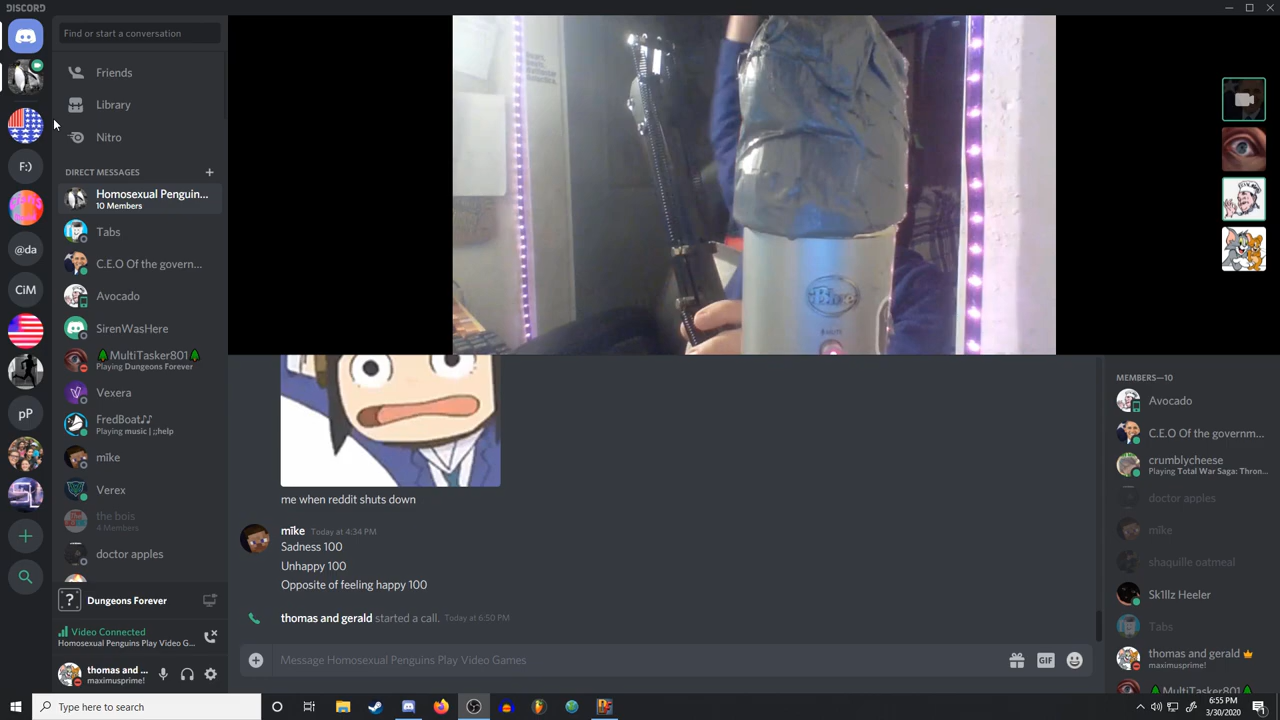 DISCORD
Find or start a conversation
Friends
Library
Nitro
DIRECT MESSAGES
Homosexual Penguin...
10 Members
Tabs
C.E.O Of the govern...
Avocado
SirenWasHere
🌲MultiTasker801🌲
Playing Dungeons Forever
Vexera
FredBoat♪♪
Playing music | ;;help
mîke
Verex
the bois
4 Members
doctor apples
F:)
@da
CiM
pP
Dungeons Forever
Video Connected
Homosexual Penguins Play Video G...
thomas and ...
maximusprime!
Blue
MUTE
me when reddit shuts down
mîke Today at 4:34 PM
Sadness 100
Unhappy 100
Opposite of feeling happy 100
thomas and gerald started a call. Today at 6:50 PM
Message Homosexual Penguins Play Video Games
GIF
MEMBERS—10
Avocado
C.E.O Of the governm...
crumblycheese
Playing Total War Saga: Thron...
doctor apples
mîke
shaquille oatmeal
Sk1llz Heeler
Tabs
thomas and gerald
maximusprime!
🌲MultiTasker801🌲
Type here to search
6:55 PM
3/30/2020